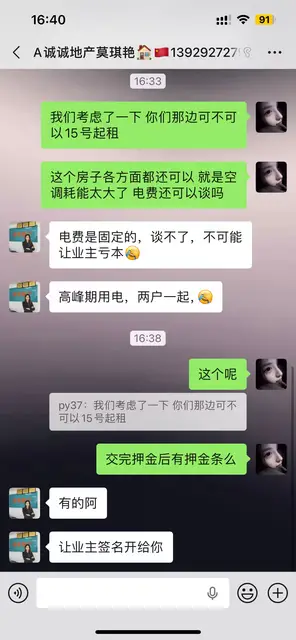 16:40
91
A诚诚地产莫琪艳🏠🇨🇳1392927
16:33
我们考虑了一下 你们那边可不可
以15号起租
这个房子各方面都还可以 就是空
调耗能太大了 电费还可以谈吗
电费是固定的，谈不了，不可能
让业主亏本😂
高峰期用电，两户一起，😂
16:38
这个呢
py37：我们考虑了一下 你们那边可不
可以15号起租
交完押金后有押金条么
有的阿
让业主签名开给你